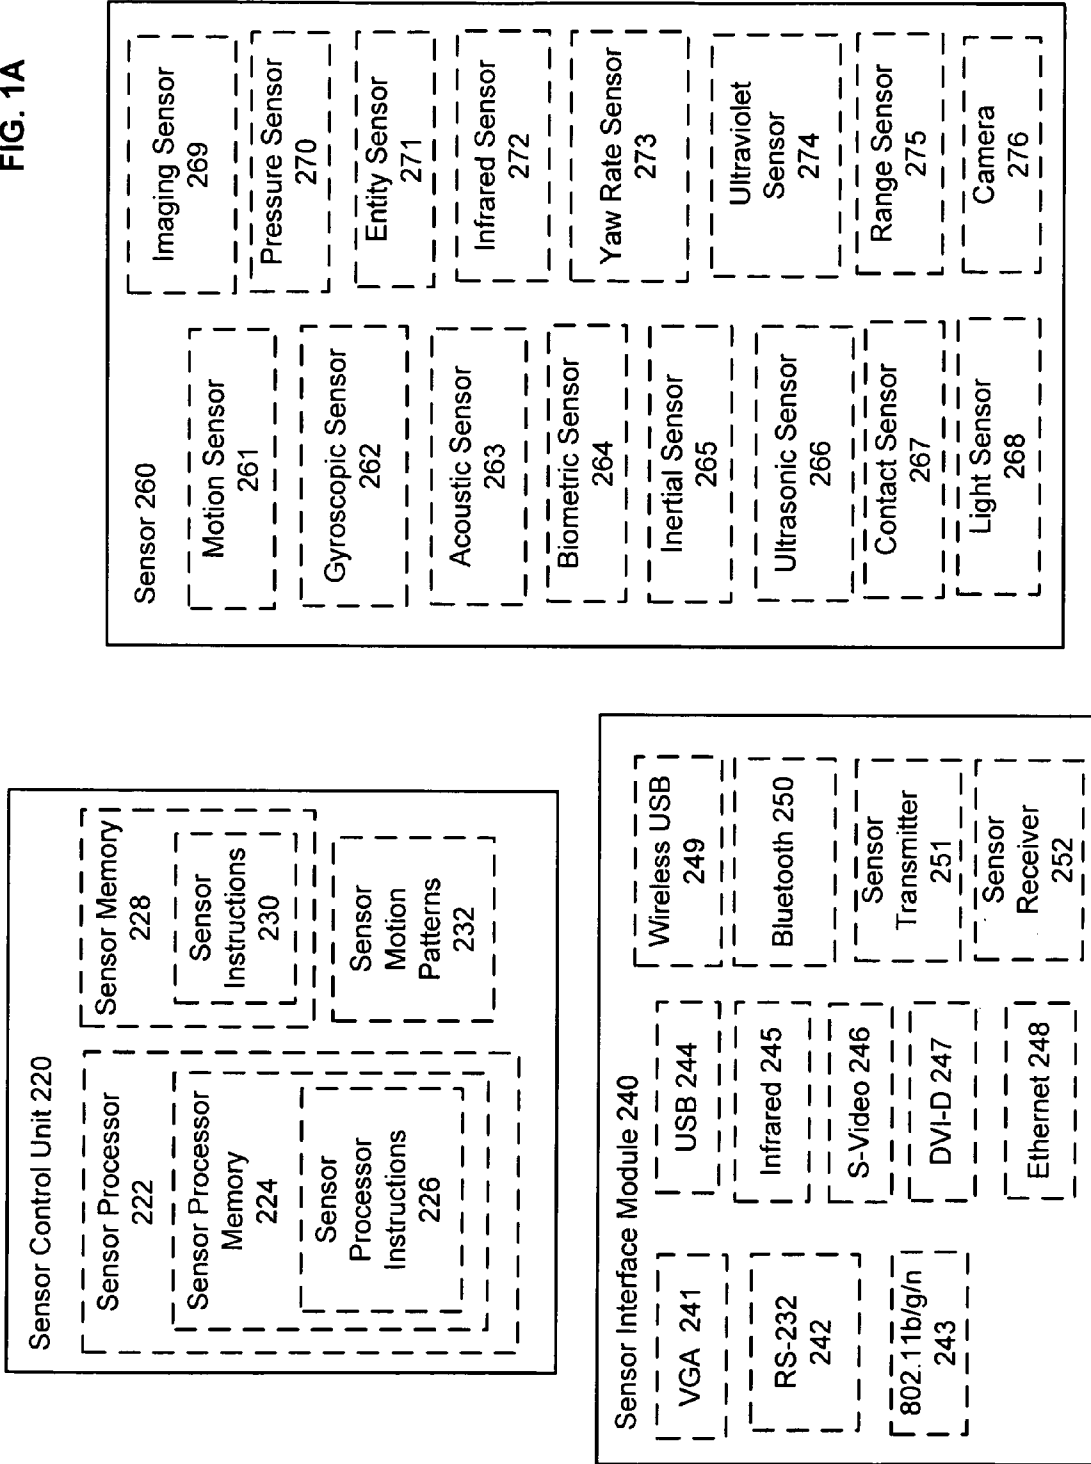 FIG. 1A
Sensor Control Unit 220
Sensor Processor
222
Sensor Processor
Memory
224
Sensor
Processor
Instructions
226
Sensor Memory
228
Sensor
Instructions
230
Sensor
Motion
Patterns
232
Sensor 260
Motion Sensor
261
Gyroscopic Sensor
262
Acoustic Sensor
263
Biometric Sensor
264
Inertial Sensor
265
Ultrasonic Sensor
266
Contact Sensor
267
Light Sensor
268
Imaging Sensor
269
Pressure Sensor
270
Entity Sensor
271
Infrared Sensor
272
Yaw Rate Sensor
273
Ultraviolet
Sensor
274
Range Sensor
275
Camera
276
Sensor Interface Module 240
VGA 241
RS-232
242
802.11b/g/n
243
USB 244
Infrared 245
S-Video 246
DVI-D 247
Ethernet 248
Wireless USB
249
Bluetooth 250
Sensor
Transmitter
251
Sensor
Receiver
252